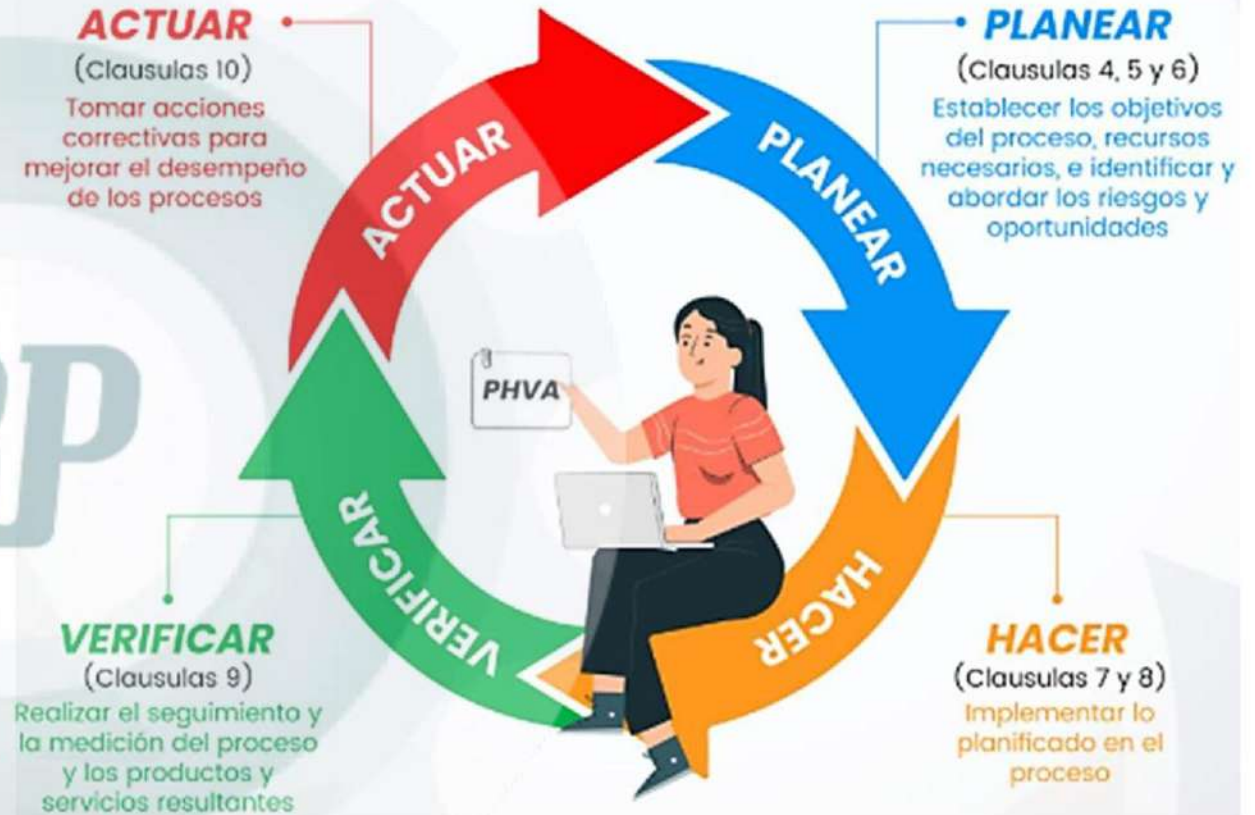 ACTUAR
(Clausulas 10)
Tomar acciones
correctivas para
mejorar el desempeño
de los procesos
PLANEAR
(Clausulas 4, 5 y 6)
Establecer los objetivos
del proceso, recursos
necesarios, e identificar y
abordar los riesgos y
oportunidades
ACTUAR
PLANEAR
PHVA
VERIFICAR
HACER
VERIFICAR
(Clausulas 9)
Realizar el seguimiento y
la medición del proceso
y los productos y
servicios resultantes
HACER
(Clausulas 7 y 8)
Implementar lo
planificado en el
proceso